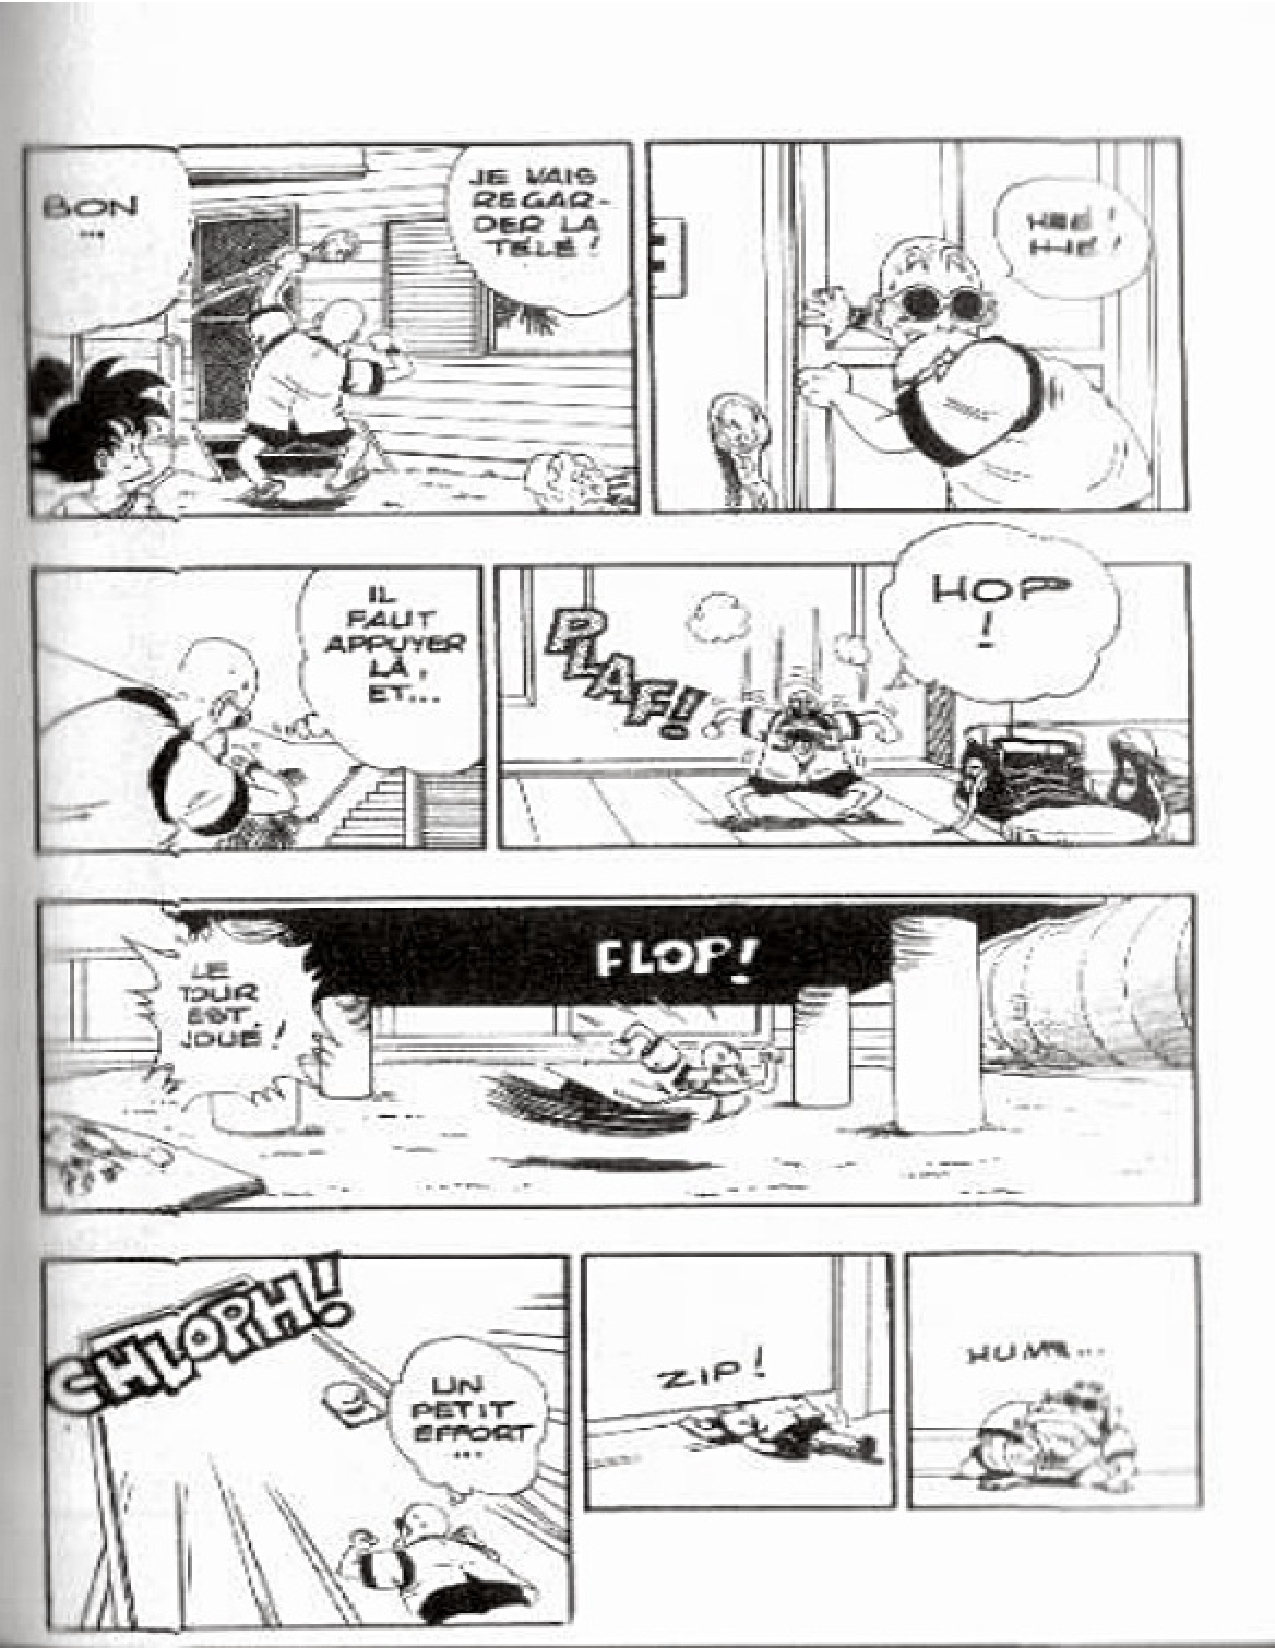 BON
...
JE VAIS
REGAR-
DER LA
TÉLÉ !
HÉÉ !
HIÉ !
IL
FAUT
APPUYER
LÀ,
ET...
PLAF!
HOP
!
LE
TOUR
EST
JOUÉ !
FLOP!
CHLOPH!
UN
PETIT
EFFORT
...
ZIP!
HUMM...